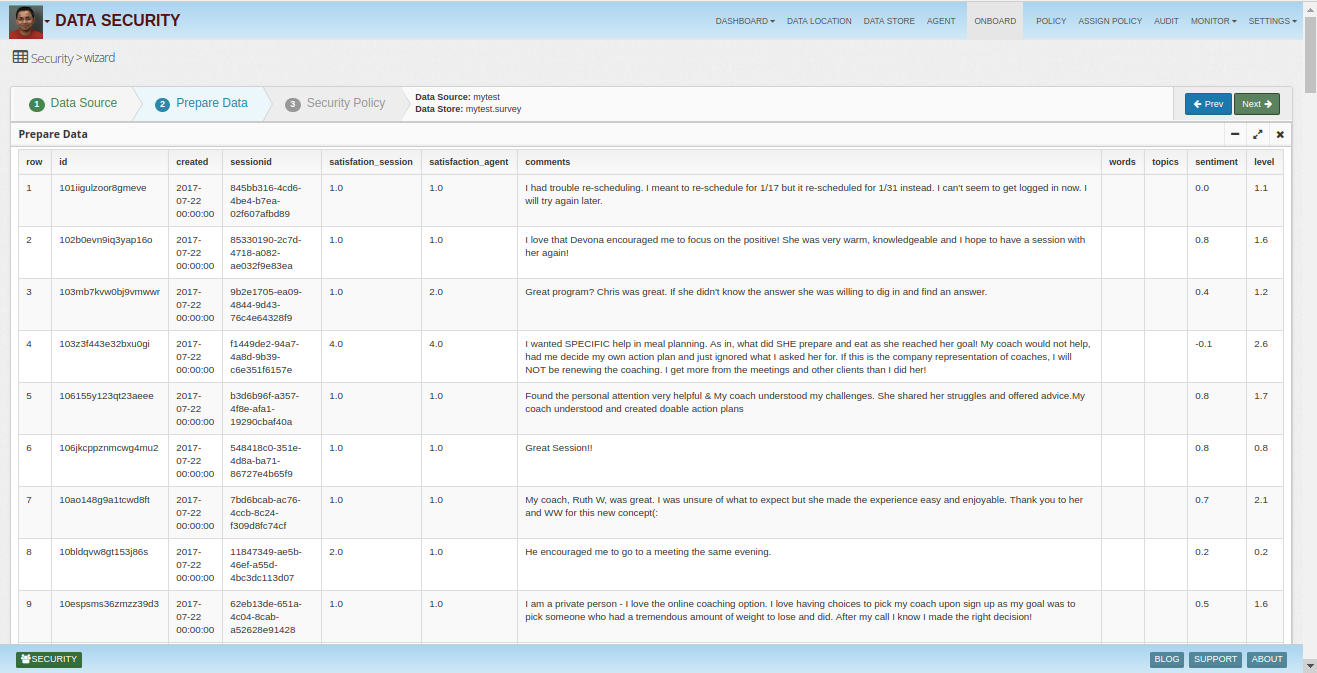 DATA SECURITY
DASHBOARD DATA LOCATION DATA STORE AGENT ONBOARD POLICY ASSIGN POLICY AUDIT MONITOR SETTINGS
Security > wizard
1 Data Source 2 Prepare Data 3 Security Policy
Data Source: mytest
Data Store: mytest.survey
Prev Next
Prepare Data
row id created sessionid satisfation_session satisfaction_agent comments words topics sentiment level
1 101iigulzoor8gmeve 2017- 845bb316-4cd6- 1.0 1.0 I had trouble re-scheduling. I meant to re-schedule for 1/17 but it re-scheduled for 1/31 instead. I can't seem to get logged in now. I 0.0 1.1
07-22 4be4-b7ea- will try again later.
00:00:00 02f607afbd89
2 102b0evn9iq3yap16o 2017- 85330190-2c7d- 1.0 1.0 I love that Devona encouraged me to focus on the positive! She was very warm, knowledgeable and I hope to have a session with 0.8 1.6
07-22 4718-a082- her again!
00:00:00 ae032f9e83ea
3 103mb7kvw0bj9vmwwr 2017- 9b2e1705-ea09- 1.0 2.0 Great program? Chris was great. If she didn't know the answer she was willing to dig in and find an answer. 0.4 1.2
07-22 4844-9d43-
00:00:00 76c4e64328f9
4 103z3f443e32bxu0gi 2017- f1449de2-94a7- 4.0 4.0 I wanted SPECIFIC help in meal planning. As in, what did SHE prepare and eat as she reached her goal! My coach would not help, -0.1 2.6
07-22 4a8d-9b39- had me decide my own action plan and just ignored what I asked her for. If this is the company representation of coaches, I will
00:00:00 c6e351f6157e NOT be renewing the coaching. I get more from the meetings and other clients than I did her!
5 106155y123qt23aeee 2017- b3d6b96f-a357- 1.0 1.0 Found the personal attention very helpful & My coach understood my challenges. She shared her struggles and offered advice.My 0.8 1.7
07-22 4f8e-afa1- coach understood and created doable action plans
00:00:00 19290cbaf40a
6 106jkcppznmcwg4mu2 2017- 548418c0-351e- 1.0 1.0 Great Session!! 0.8 0.8
07-22 4d8a-ba71-
00:00:00 86727e4b65f9
7 10ao148g9a1tcwd8ft 2017- 7bd6bcab-ac76- 1.0 1.0 My coach, Ruth W, was great. I was unsure of what to expect but she made the experience easy and enjoyable. Thank you to her 0.7 2.1
07-22 4ccb-8c24- and WW for this new concept(:
00:00:00 f309d8fc74cf
8 10bldqvw8gt153j86s 2017- 11847349-ae5b- 2.0 1.0 He encouraged me to go to a meeting the same evening. 0.2 0.2
07-22 46ef-a55d-
00:00:00 4bc3dc113d07
9 10espsms36zmzz39d3 2017- 62eb13de-651a- 1.0 1.0 I am a private person - I love the online coaching option. I love having choices to pick my coach upon sign up as my goal was to 0.5 1.6
07-22 4c04-8cab- pick someone who had a tremendous amount of weight to lose and did. After my call I know I made the right decision!
00:00:00 a52628e91428
SECURITY BLOG SUPPORT ABOUT